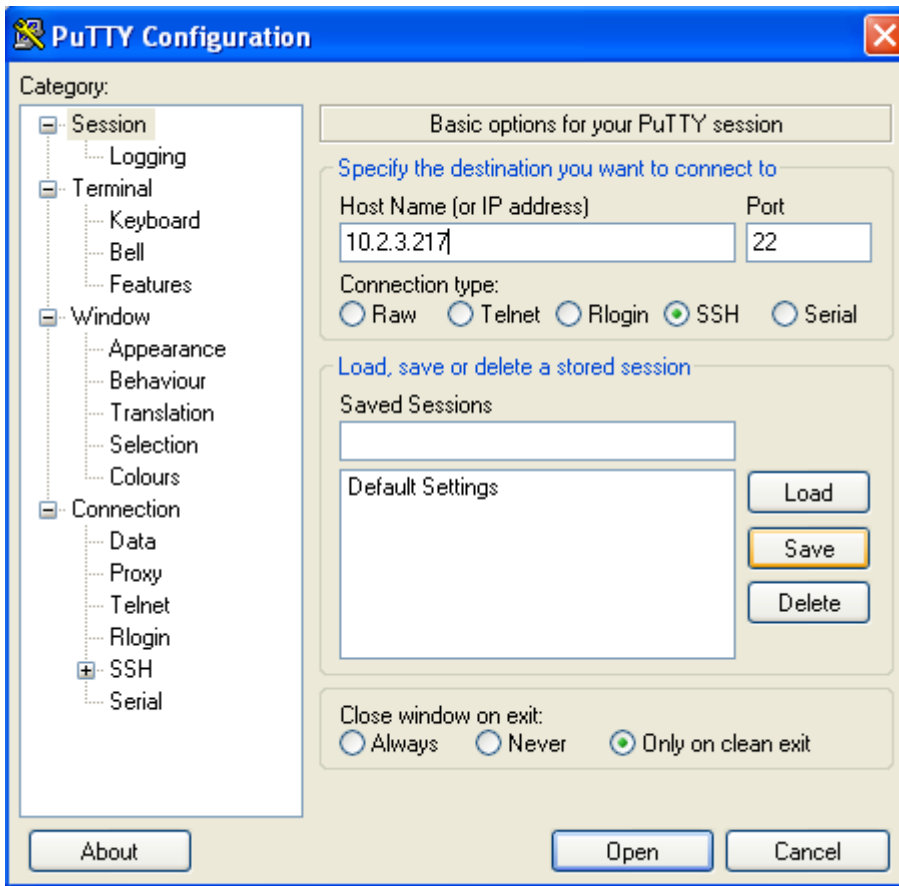 PuTTY Configuration
Category:
Session
Logging
Terminal
Keyboard
Bell
Features
Window
Appearance
Behaviour
Translation
Selection
Colours
Connection
Data
Proxy
Telnet
Rlogin
SSH
Serial
Basic options for your PuTTY session
Specify the destination you want to connect to
Host Name (or IP address) Port
10.2.3.217 22
Connection type:
Raw Telnet Rlogin SSH Serial
Load, save or delete a stored session
Saved Sessions
Default Settings
Load
Save
Delete
Close window on exit:
Always Never Only on clean exit
About Open Cancel